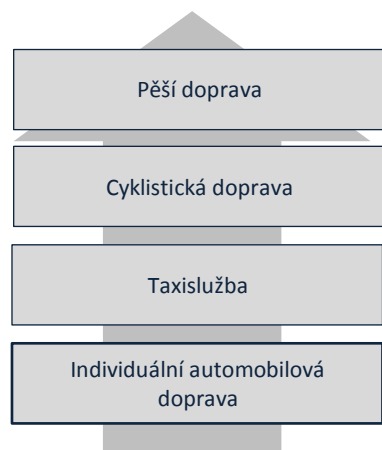 Pěší doprava
Cyklistická doprava
Taxislužba
Individuální automobilová
doprava